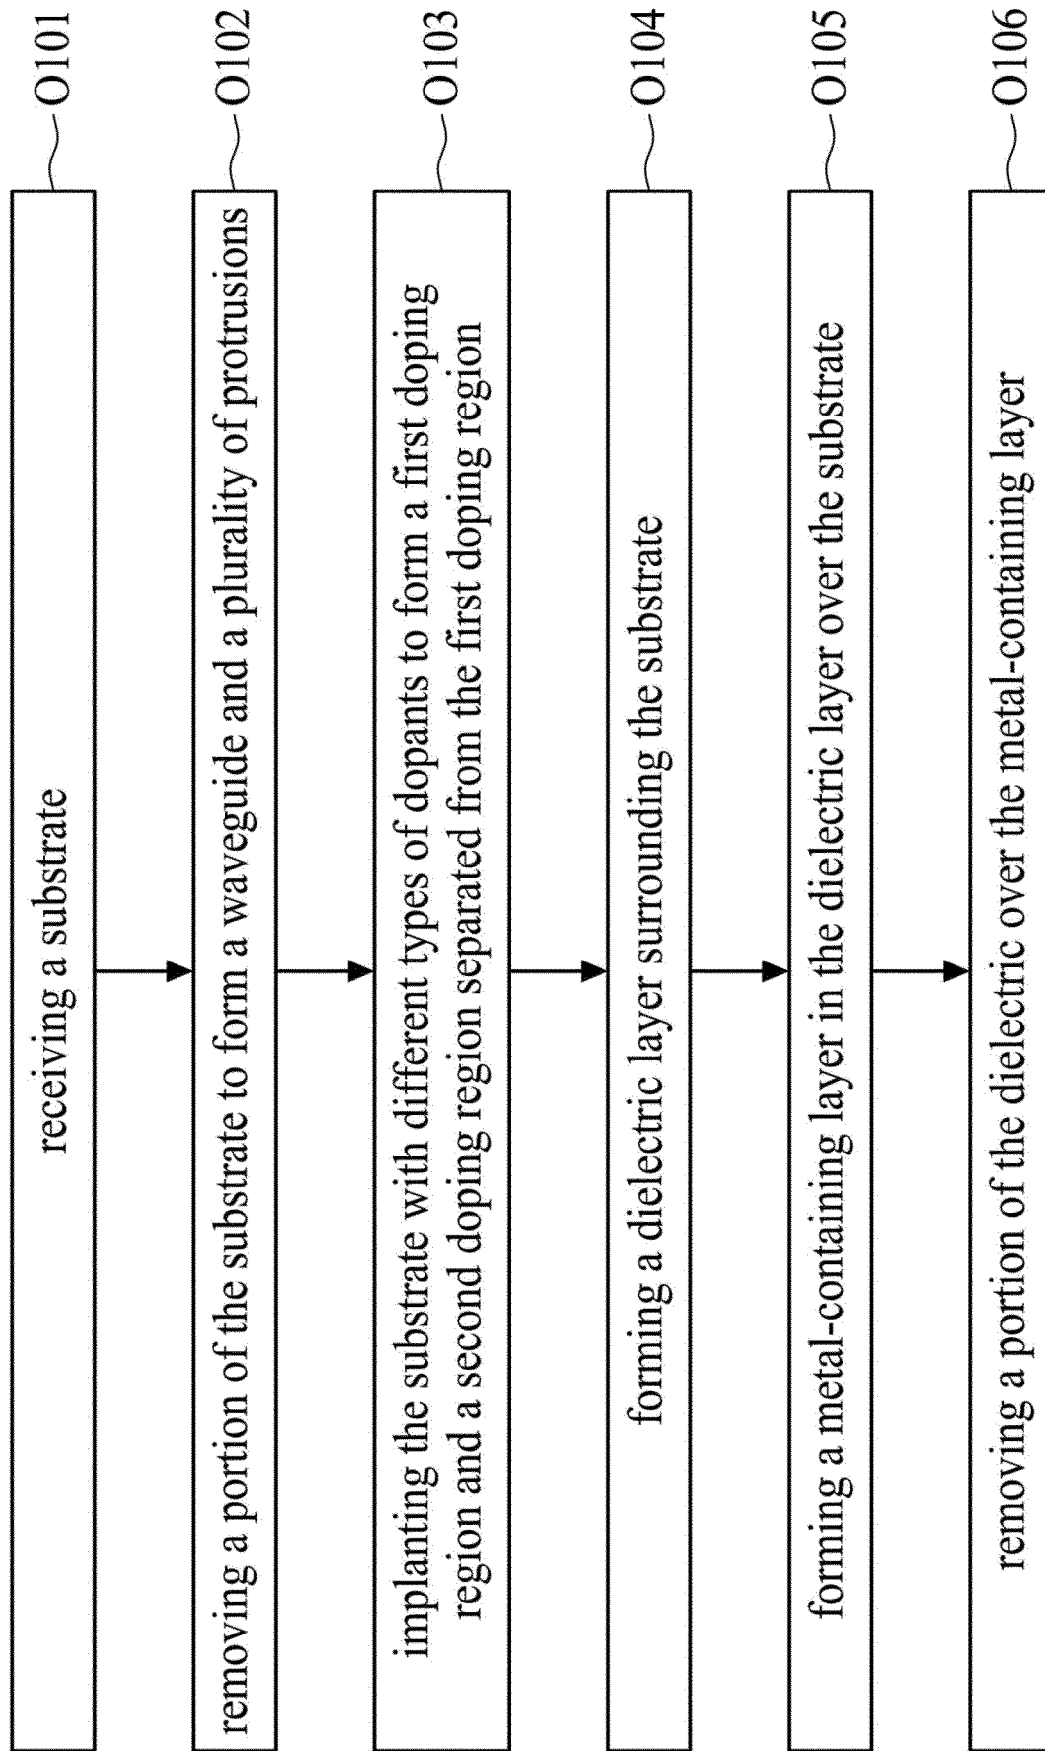 receiving a substrate
O101
removing a portion of the substrate to form a waveguide and a plurality of protrusions
O102
implanting the substrate with different types of dopants to form a first doping
region and a second doping region separated from the first doping region
O103
forming a dielectric layer surrounding the substrate
O104
forming a metal-containing layer in the dielectric layer over the substrate
O105
removing a portion of the dielectric over the metal-containing layer
O106